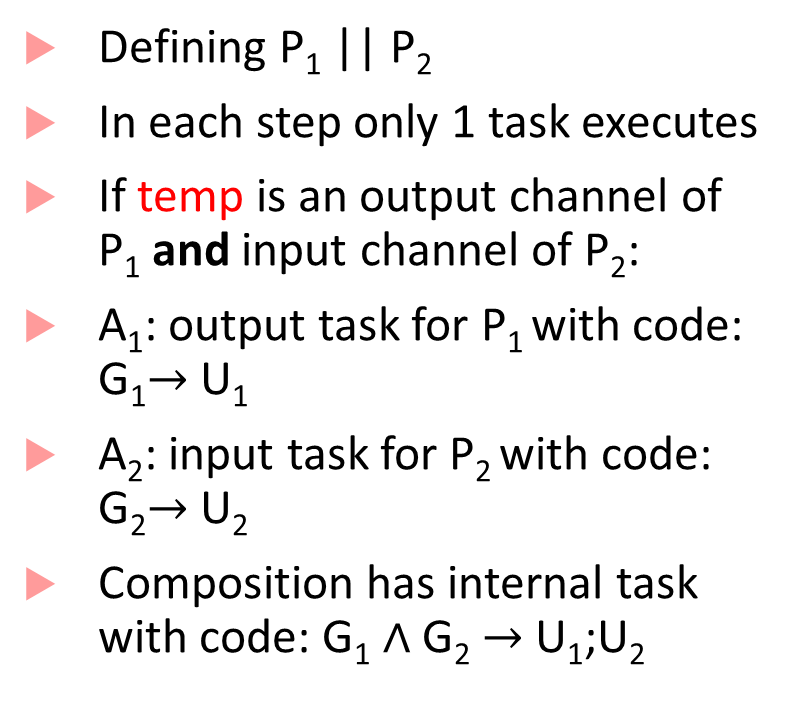 Defining P₁ || P₂
In each step only 1 task executes
If temp is an output channel of
P₁ and input channel of P₂:
A₁: output task for P₁ with code:
G₁→ U₁
A₂: input task for P₂ with code:
G₂→ U₂
Composition has internal task
with code: G₁ Λ G₂ → U₁;U₂